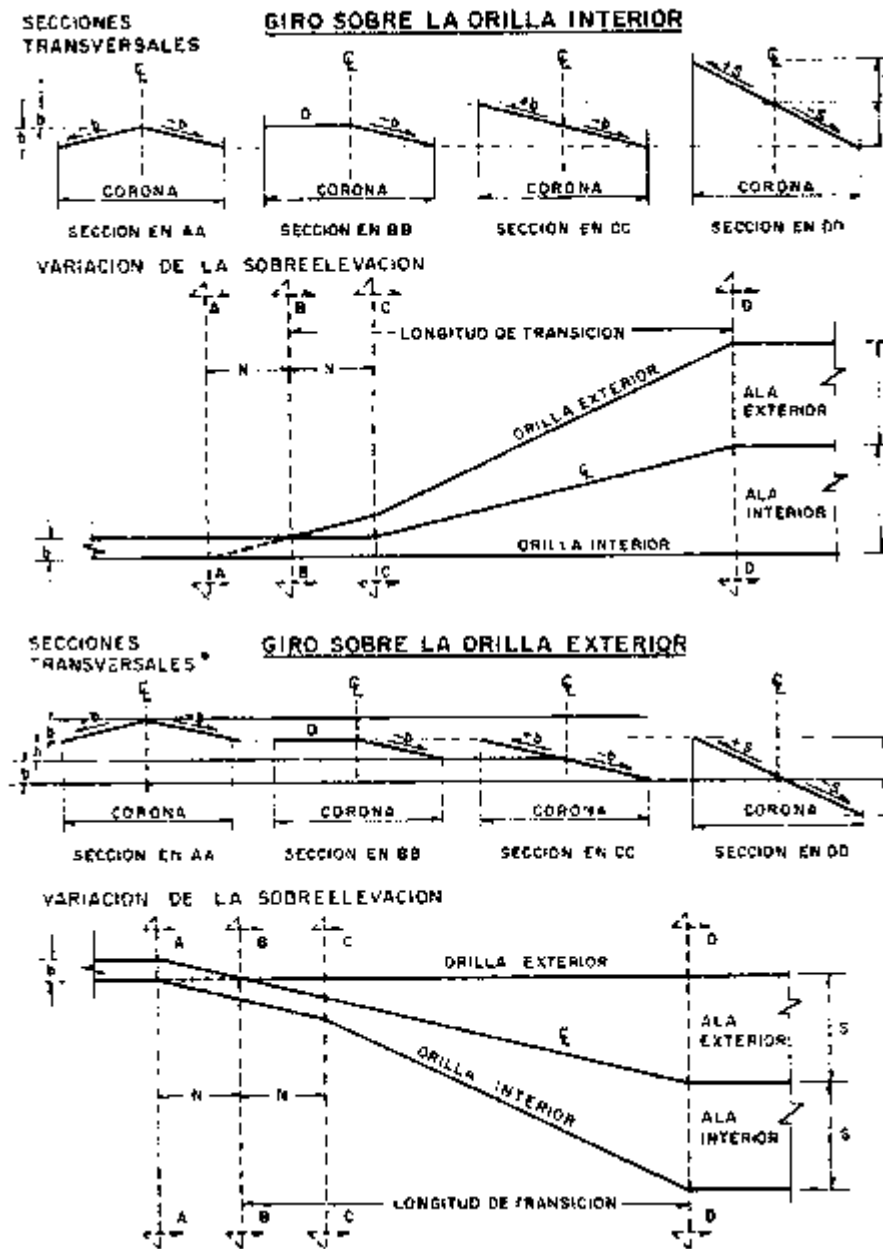 SECCIONES
TRANSVERSALES
GIRO SOBRE LA ORILLA INTERIOR
℄ ℄ ℄ ℄
b
b
-b -b
0 -b
+b -b
+S -S
CORONA CORONA CORONA CORONA
SECCION EN AA SECCION EN BB SECCION EN CC SECCION EN DD
VARIACION DE LA SOBREELEVACION
A B C D
LONGITUD DE TRANSICION
N N
ORILLA EXTERIOR
ALA
EXTERIOR
℄
ALA
INTERIOR
b
ORILLA INTERIOR
A B C D
SECCIONES
TRANSVERSALES*
GIRO SOBRE LA ORILLA EXTERIOR
℄ ℄ ℄ ℄
b
b
b
-b -b
0 -b
+b -b
+S -S
CORONA CORONA CORONA CORONA
SECCION EN AA SECCION EN BB SECCION EN CC SECCION EN DD
VARIACION DE LA SOBREELEVACION
A B C D
b
ORILLA EXTERIOR
℄
ALA
EXTERIOR
S
ORILLA INTERIOR
N N
ALA
INTERIOR
S
LONGITUD DE TRANSICION
A B C D